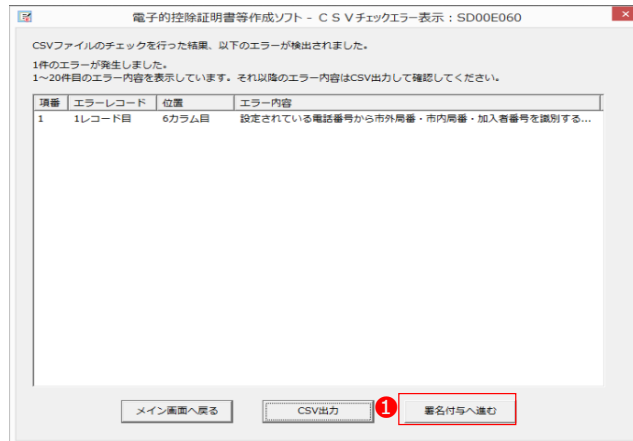 電子的控除証明書等作成ソフト - ＣＳＶチェックエラー表示：SD00E060
CSVファイルのチェックを行った結果、以下のエラーが検出されました。
1件のエラーが発生しました。
1～20件目のエラー内容を表示しています。それ以降のエラー内容はCSV出力して確認してください。
項番 エラーレコード 位置 エラー内容
1 1レコード目 6カラム目 設定されている電話番号から市外局番・市内局番・加入者番号を識別する...
メイン画面へ戻る CSV出力 1 署名付与へ進む